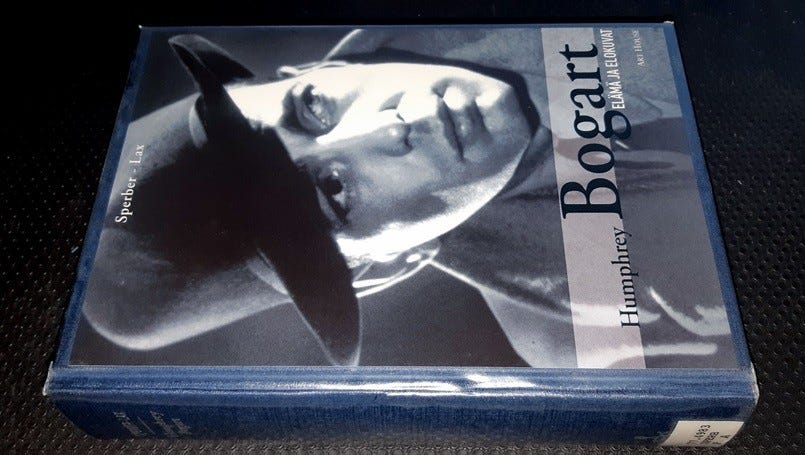 Sperber - Lax
Humphrey Bogart
ELÄMÄ JA ELOKUVAT
ART HOUSE